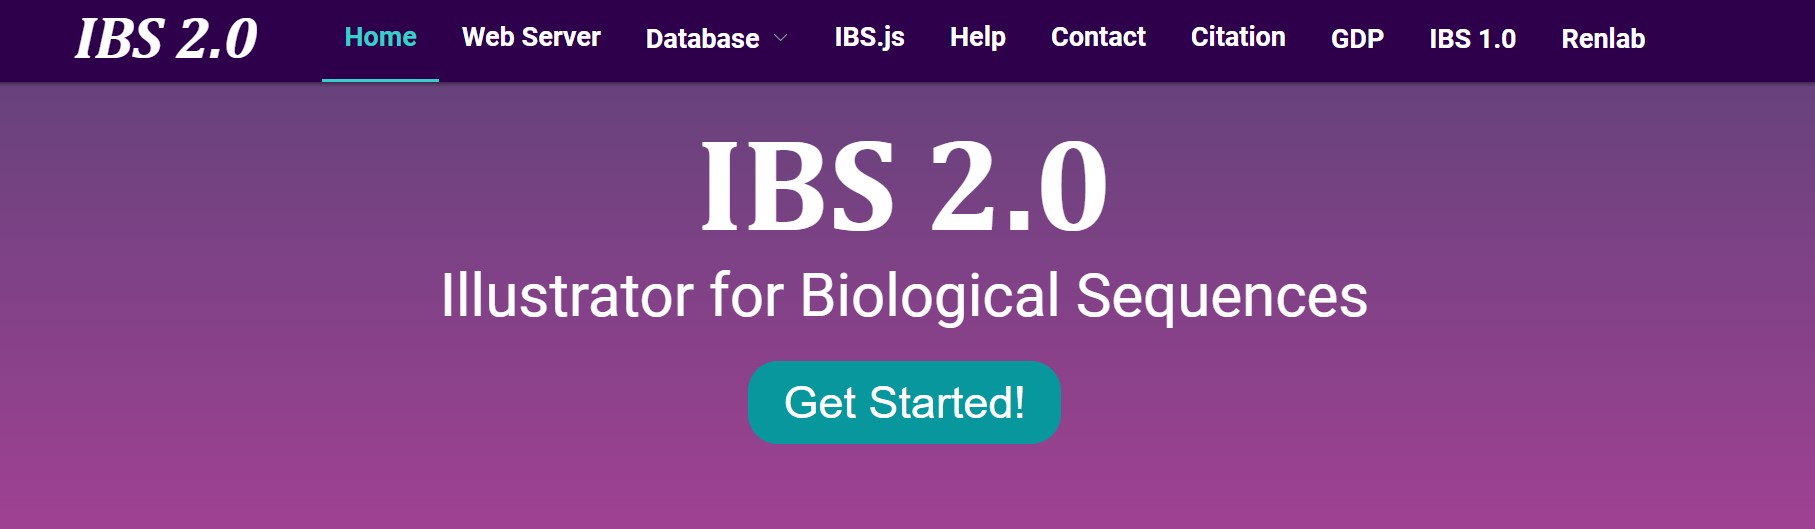 IBS 2.0 Home Web Server Database IBS.js Help Contact Citation GDP IBS 1.0 Renlab
IBS 2.0
Illustrator for Biological Sequences
Get Started!